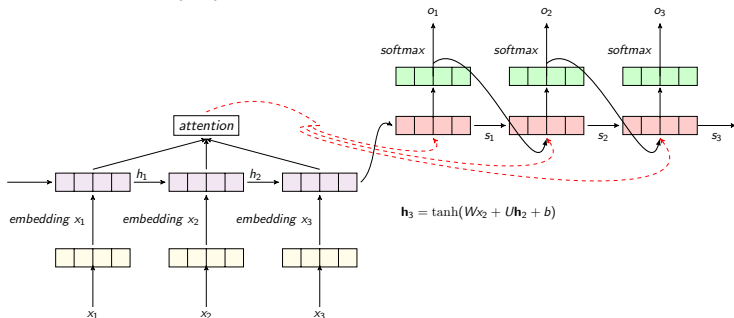 o₁ o₂ o₃
softmax softmax softmax
attention
s₁ s₂ s₃
h₁ h₂
embedding x₁ embedding x₂ embedding x₃
h₃ = tanh(Wx₂ + Uh₂ + b)
x₁ x₂ x₃